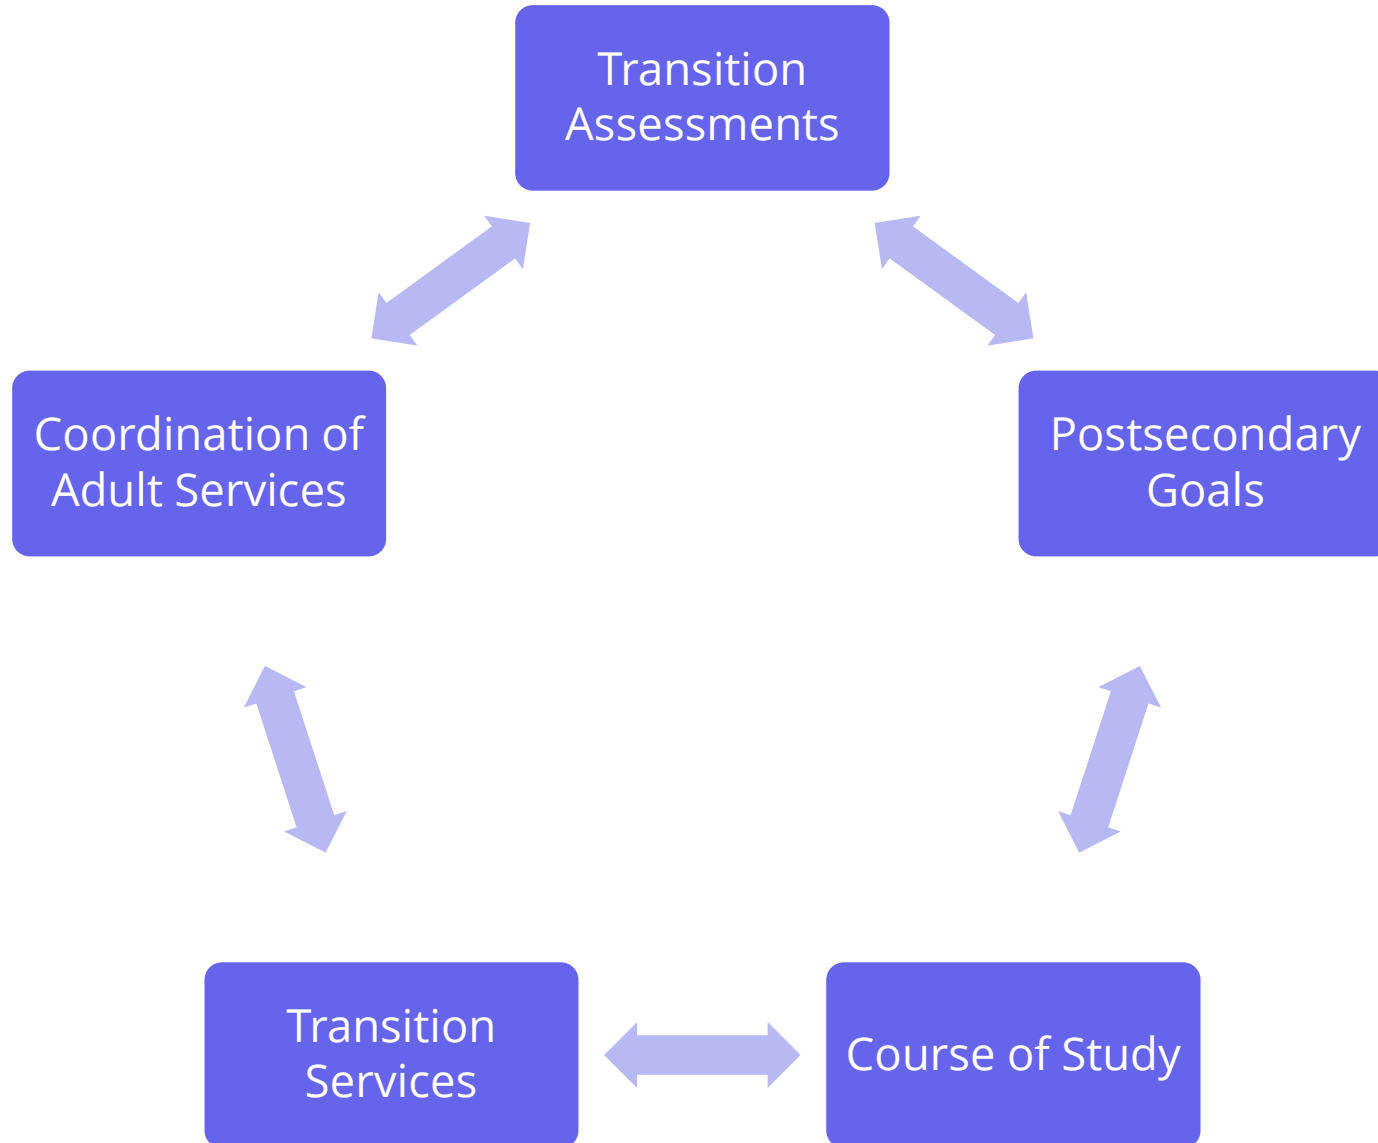 Transition
Assessments
Coordination of
Adult Services
Postsecondary
Goals
Transition
Services
Course of Study